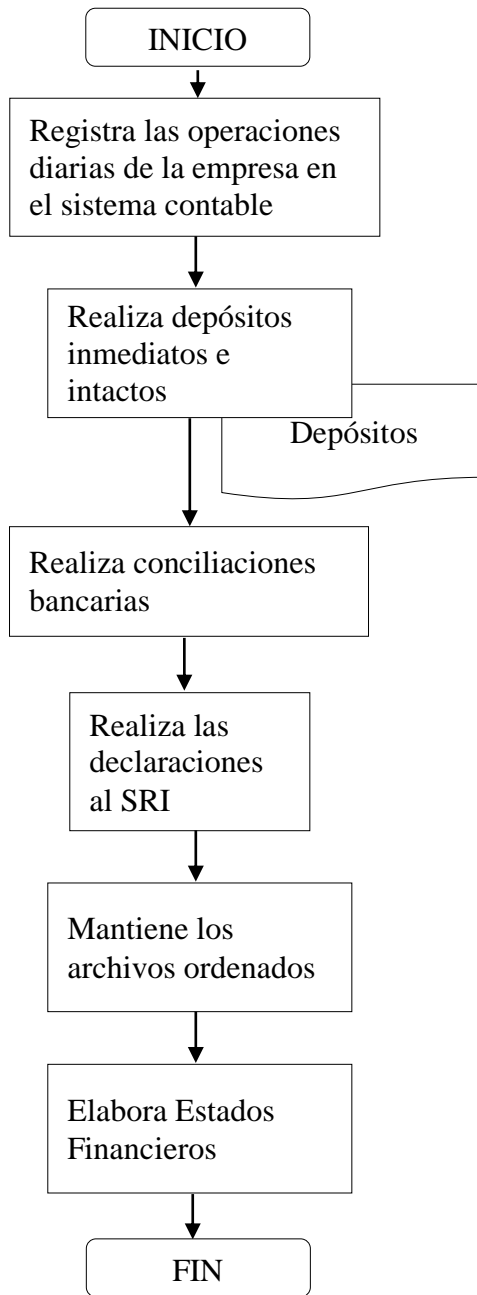 INICIO
Registra las operaciones
diarias de la empresa en
el sistema contable
Realiza depósitos
inmediatos e
intactos
Depósitos
Realiza conciliaciones
bancarias
Realiza las
declaraciones
al SRI
Mantiene los
archivos ordenados
Elabora Estados
Financieros
FIN